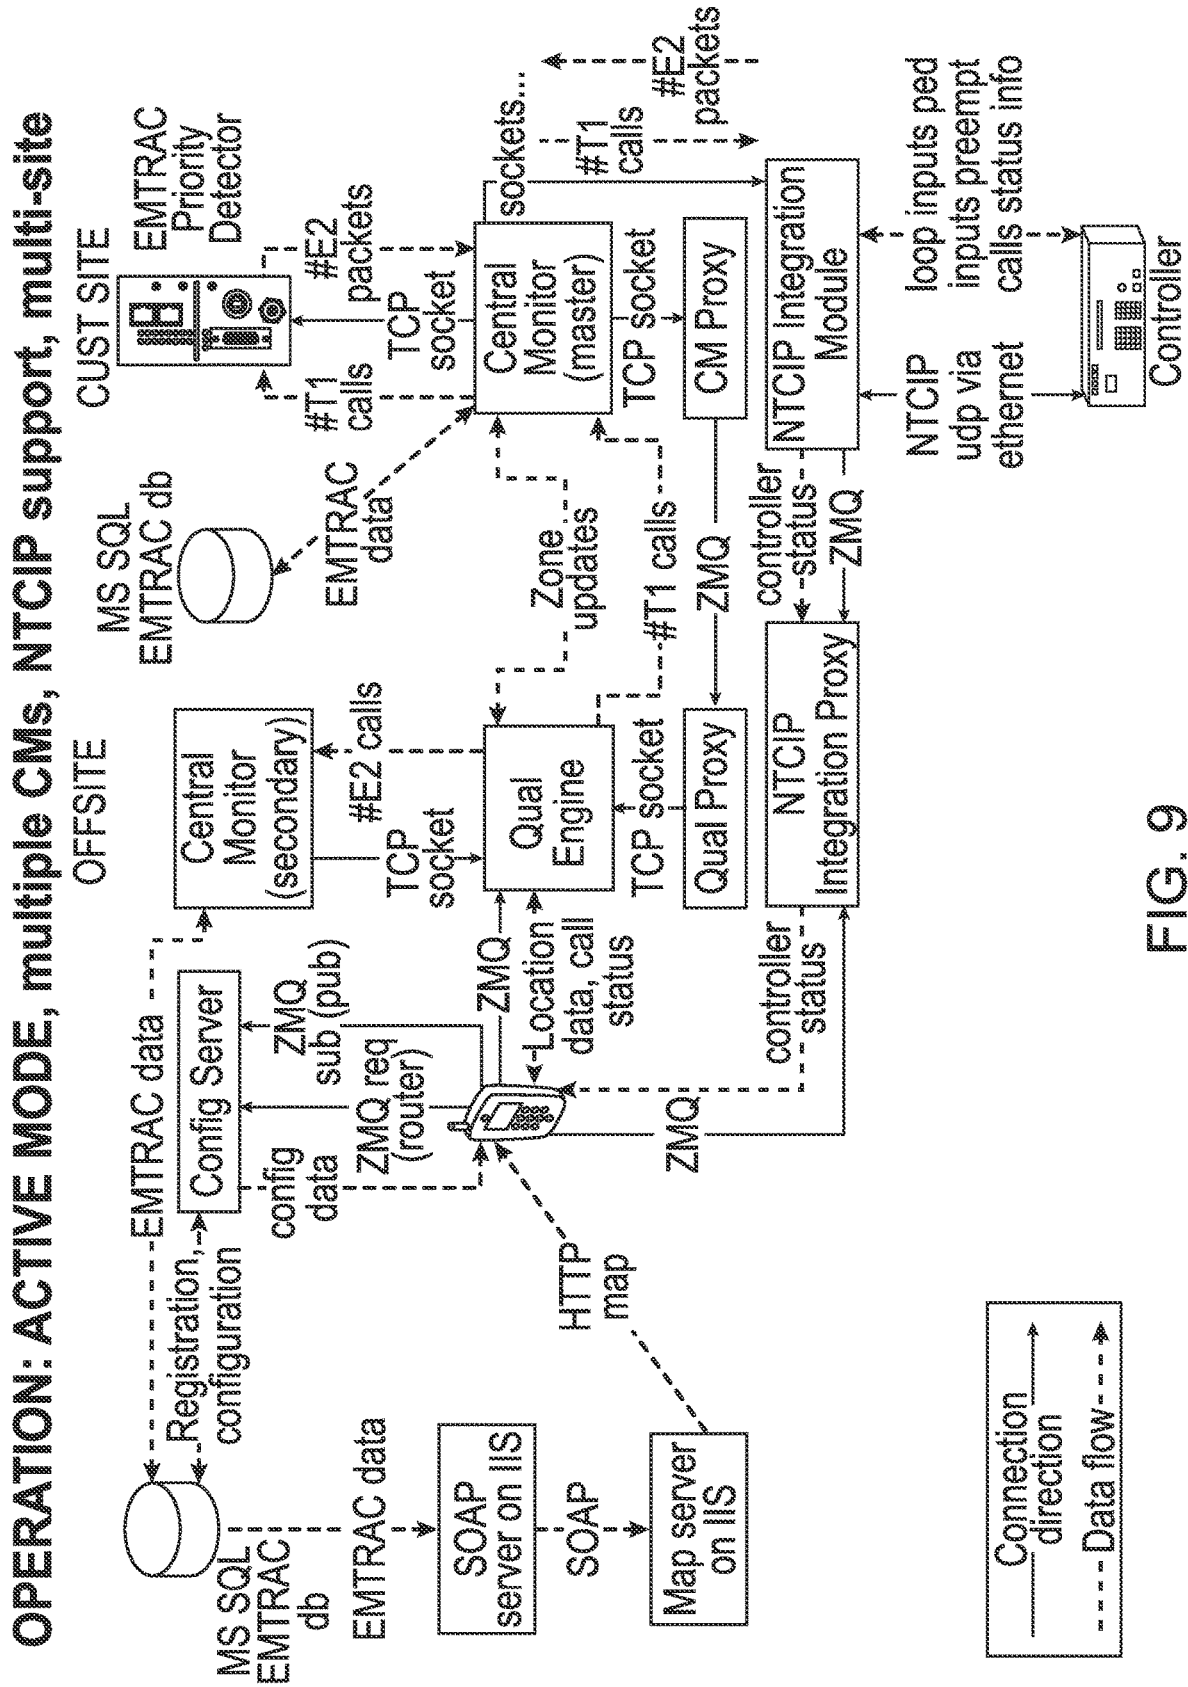 OPERATION: ACTIVE MODE, multiple CMs, NTCIP support, multi-site
OFFSITE
CUST SITE
MS SQL
EMTRAC
db
EMTRAC data
Registration,
configuration
Config Server
config
data
ZMQ req
(router)
ZMQ
sub (pub)
Central
Monitor
(secondary)
TCP
socket
#E2 calls
MS SQL
EMTRAC db
EMTRAC
data
EMTRAC
Priority
Detector
#T1
calls
TCP
socket
#E2
packets
EMTRAC data
SOAP
server on IIS
SOAP
Map server
on IIS
HTTP
map
ZMQ
Location
data, call
status
Qual
Engine
Zone
updates
#T1 calls
Central
Monitor
(master)
sockets...
#T1
calls
#E2
packets
TCP socket
Qual Proxy
ZMQ
TCP socket
CM Proxy
ZMQ
controller
status
NTCIP
Integration Proxy
controller
status
ZMQ
NTCIP Integration
Module
NTCIP
udp via
ethernet
loop inputs ped
inputs preempt
calls status info
Controller
Connection
direction
Data flow
FIG. 9